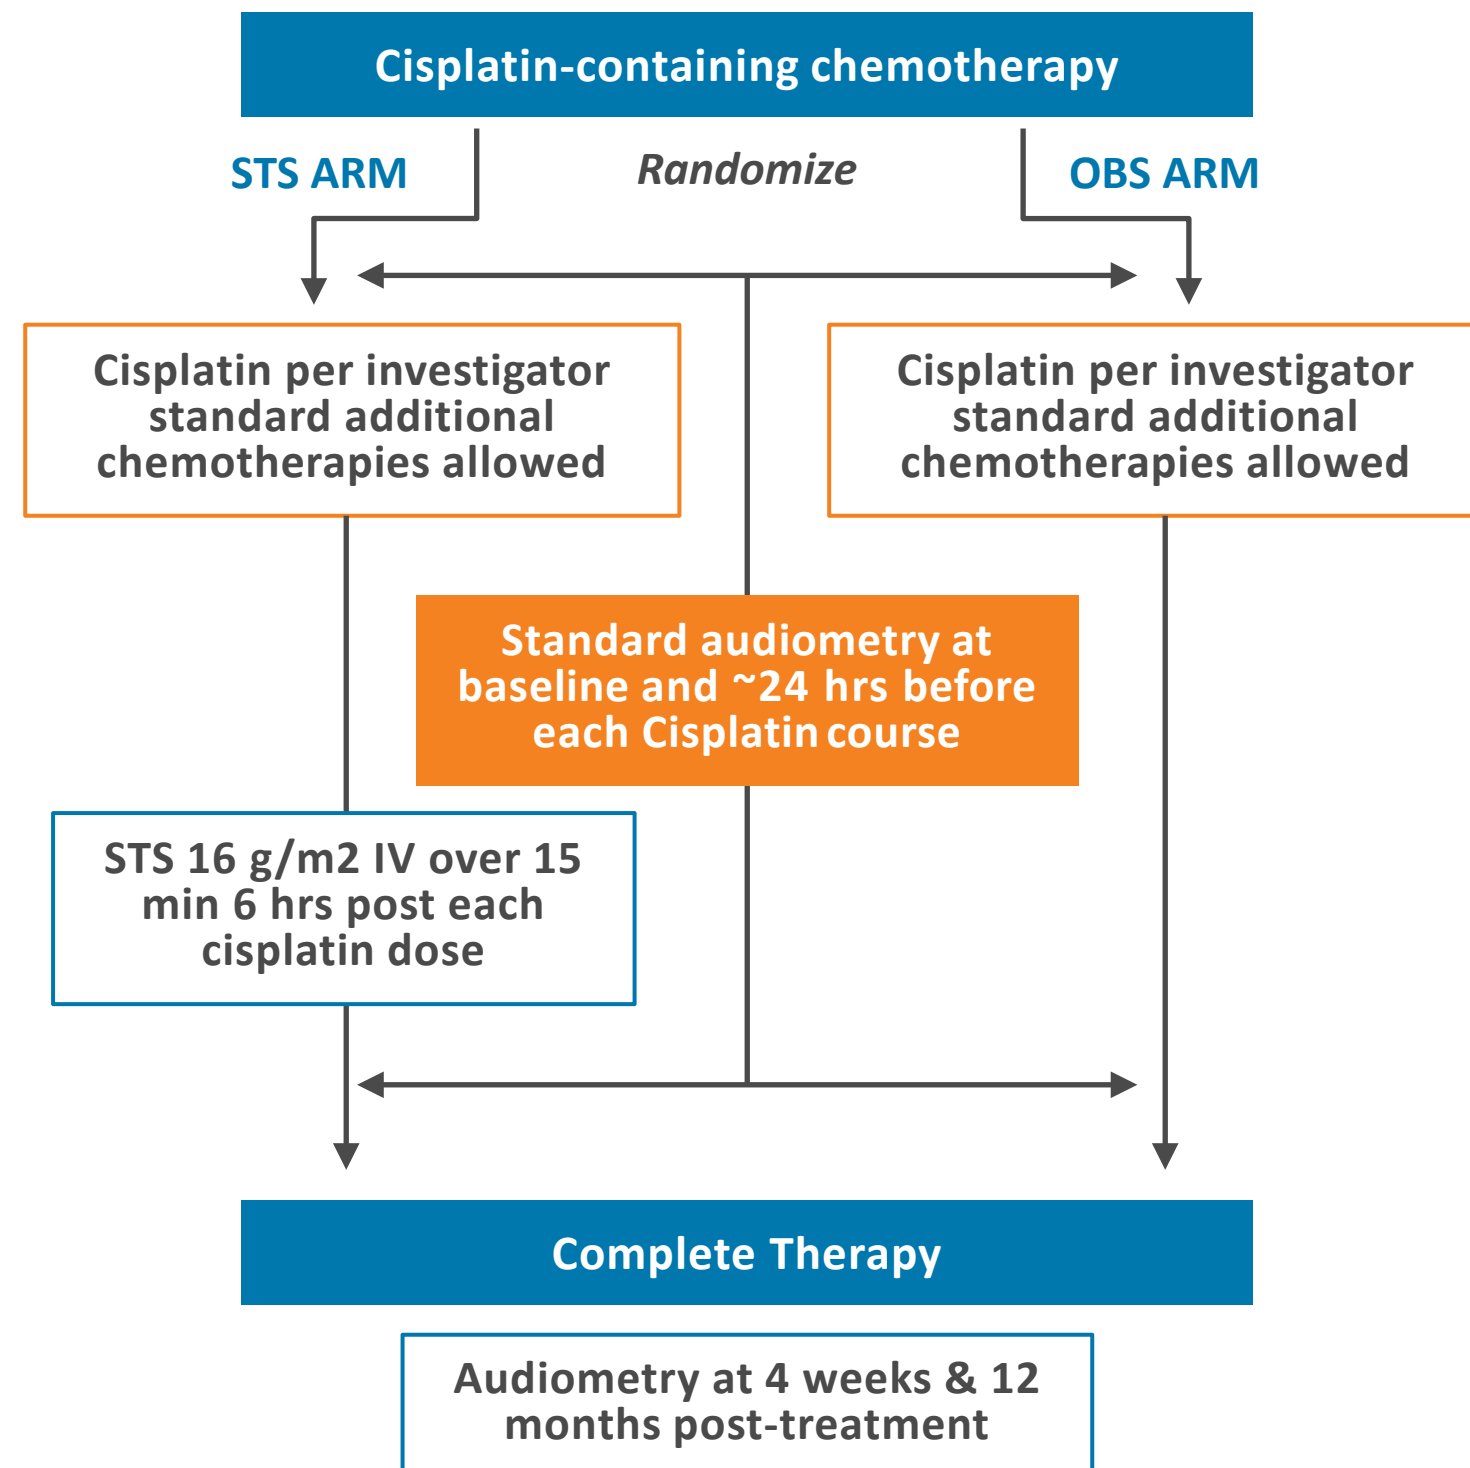 Cisplatin-containing chemotherapy
STS ARM
Randomize
OBS ARM
Cisplatin per investigator
standard additional
chemotherapies allowed
Cisplatin per investigator
standard additional
chemotherapies allowed
Standard audiometry at
baseline and ~24 hrs before
each Cisplatin course
STS 16 g/m2 IV over 15
min 6 hrs post each
cisplatin dose
Complete Therapy
Audiometry at 4 weeks & 12
months post-treatment